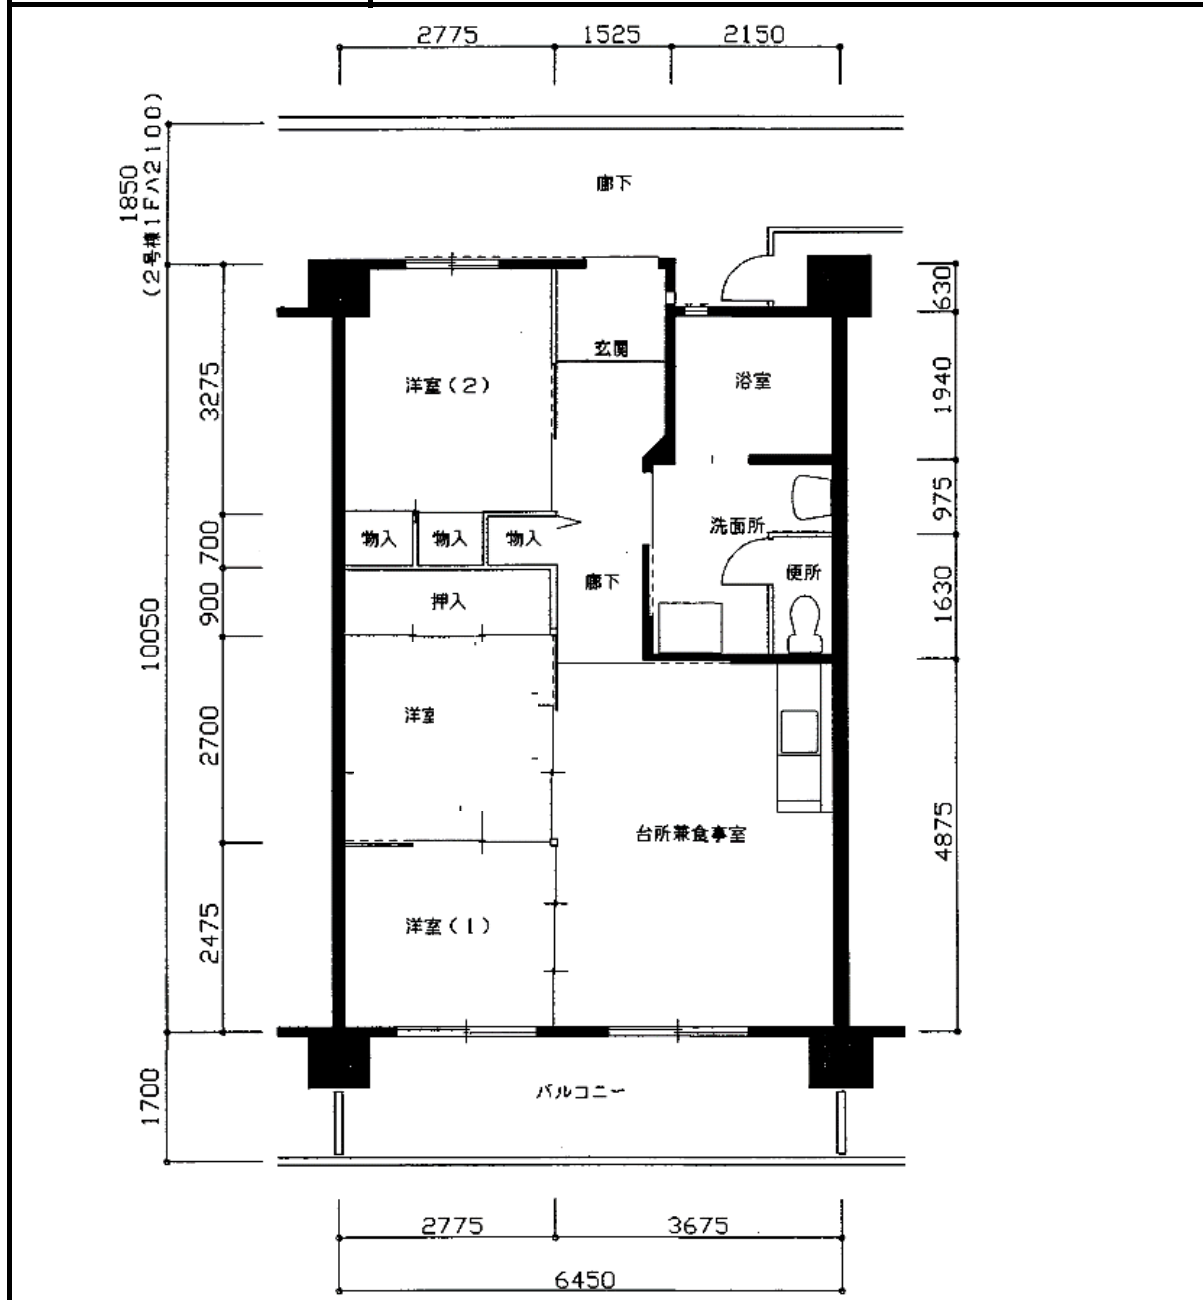 2775
1525
2150
廊下
1850
(2号棟1Fハ2100)
630
玄関
洋室(2)
浴室
3275
1940
975
洗面所
物入
物入
物入
700
便所
廊下
押入
900
1630
10050
洋室
2700
台所兼食事室
4875
洋室(1)
2475
バルコニー
1700
2775
3675
6450